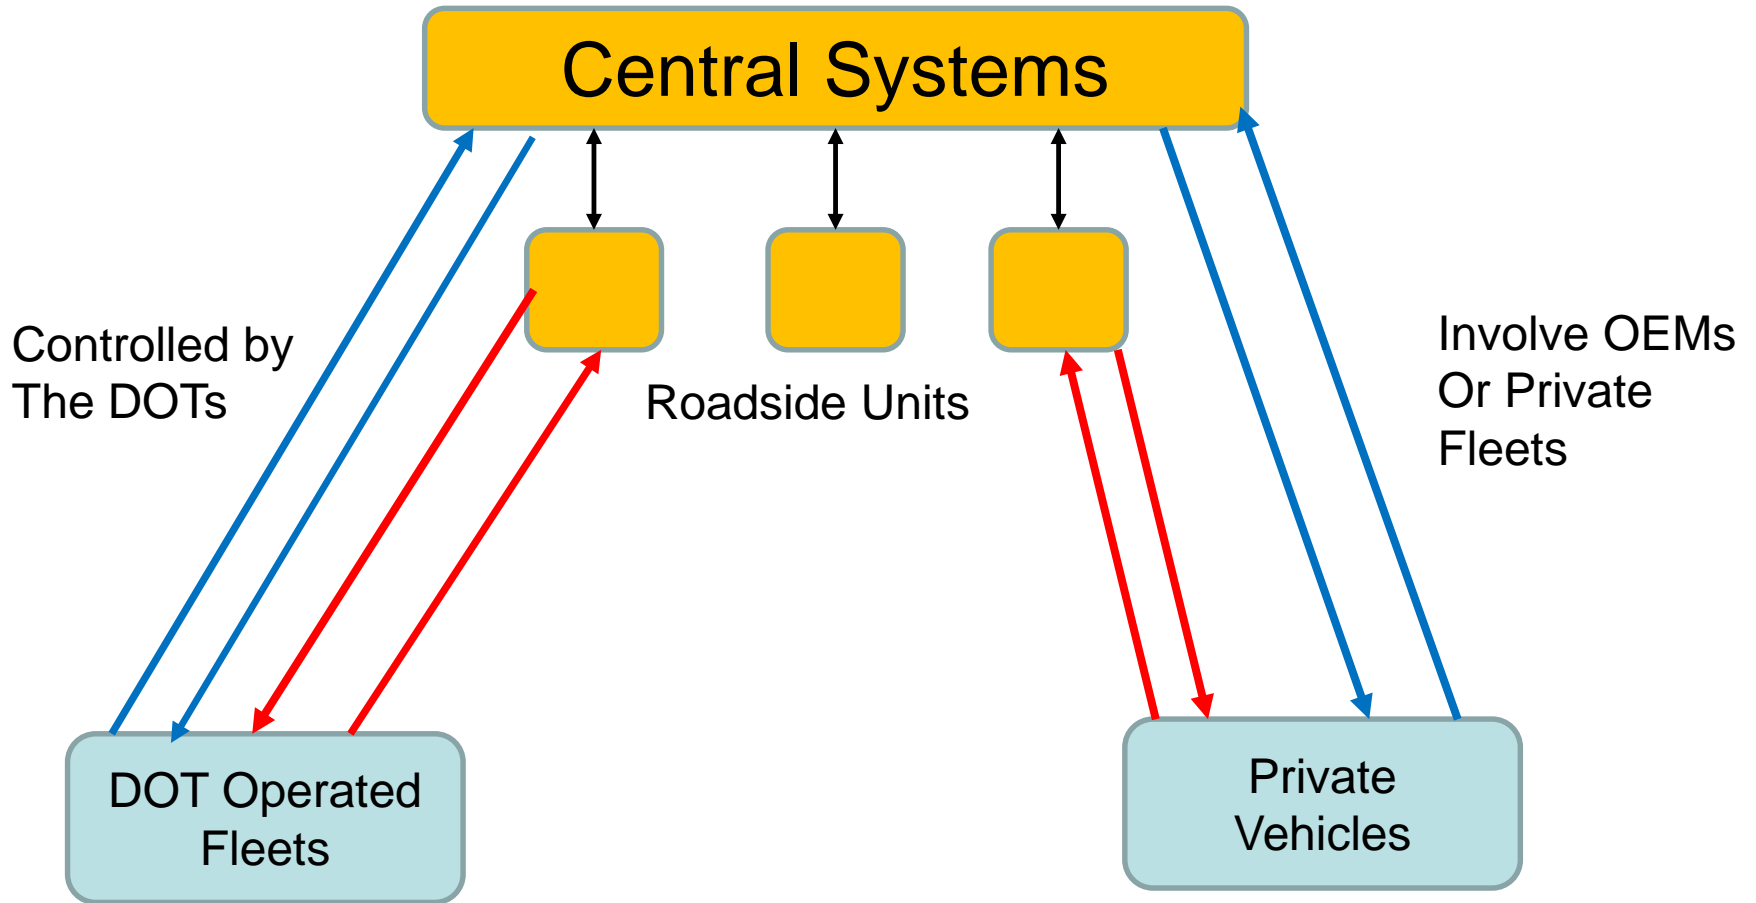 Central Systems
Controlled by
The DOTs
Roadside Units
Involve OEMs
Or Private
Fleets
DOT Operated
Fleets
Private
Vehicles